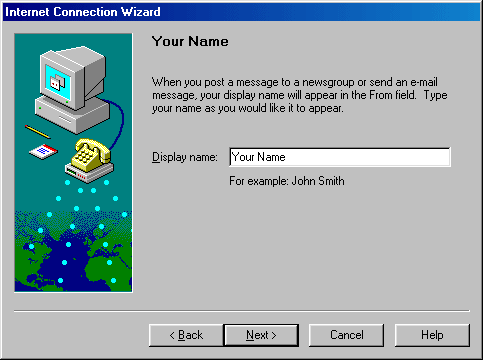 Internet Connection Wizard
Your Name
When you post a message to a newsgroup or send an e-mail
message, your display name will appear in the From field.  Type
your name as you would like it to appear.
Display name: Your Name
For example: John Smith
< Back Next > Cancel Help